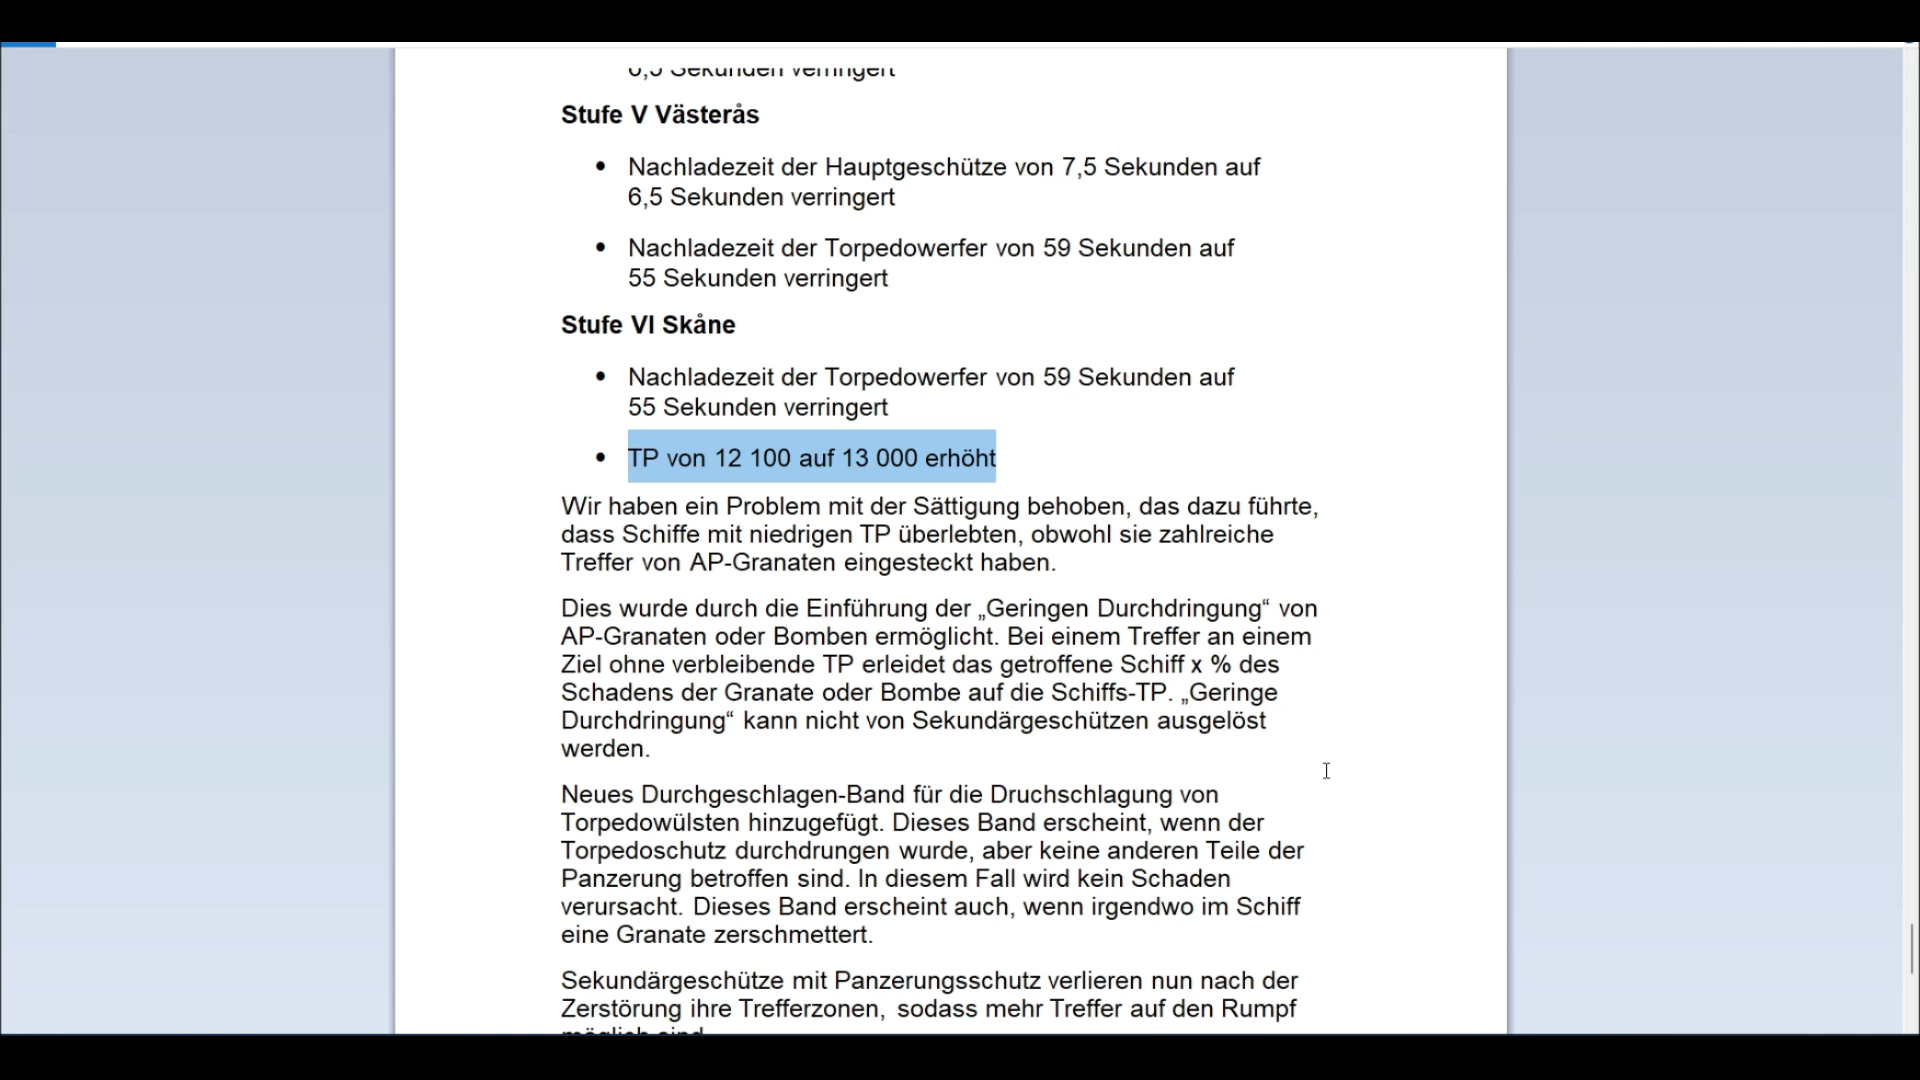 6,5 Sekunden verringert
Stufe V Västerås
• Nachladezeit der Hauptgeschütze von 7,5 Sekunden auf
6,5 Sekunden verringert
• Nachladezeit der Torpedowerfer von 59 Sekunden auf
55 Sekunden verringert
Stufe VI Skåne
• Nachladezeit der Torpedowerfer von 59 Sekunden auf
55 Sekunden verringert
• TP von 12 100 auf 13 000 erhöht
Wir haben ein Problem mit der Sättigung behoben, das dazu führte,
dass Schiffe mit niedrigen TP überlebten, obwohl sie zahlreiche
Treffer von AP-Granaten eingesteckt haben.
Dies wurde durch die Einführung der „Geringen Durchdringung“ von
AP-Granaten oder Bomben ermöglicht. Bei einem Treffer an einem
Ziel ohne verbleibende TP erleidet das getroffene Schiff x % des
Schadens der Granate oder Bombe auf die Schiffs-TP. „Geringe
Durchdringung“ kann nicht von Sekundärgeschützen ausgelöst
werden.
Neues Durchgeschlagen-Band für die Druchschlagung von
Torpedowülsten hinzugefügt. Dieses Band erscheint, wenn der
Torpedoschutz durchdrungen wurde, aber keine anderen Teile der
Panzerung betroffen sind. In diesem Fall wird kein Schaden
verursacht. Dieses Band erscheint auch, wenn irgendwo im Schiff
eine Granate zerschmettert.
Sekundärgeschütze mit Panzerungsschutz verlieren nun nach der
Zerstörung ihre Trefferzonen, sodass mehr Treffer auf den Rumpf
möglich sind